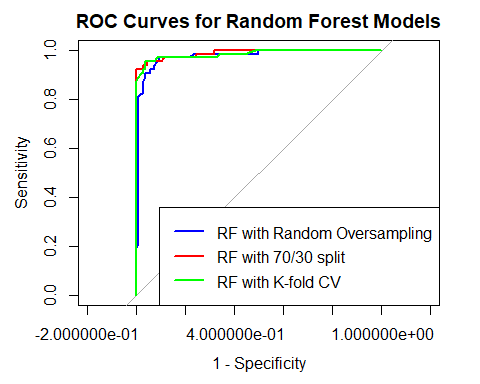 ROC Curves for Random Forest Models
Sensitivity
1.0
0.8
0.6
0.4
0.2
0.0
RF with Random Oversampling
RF with 70/30 split
RF with K-fold CV
-2.000000e-01 4.000000e-01 1.000000e+00
1 - Specificity